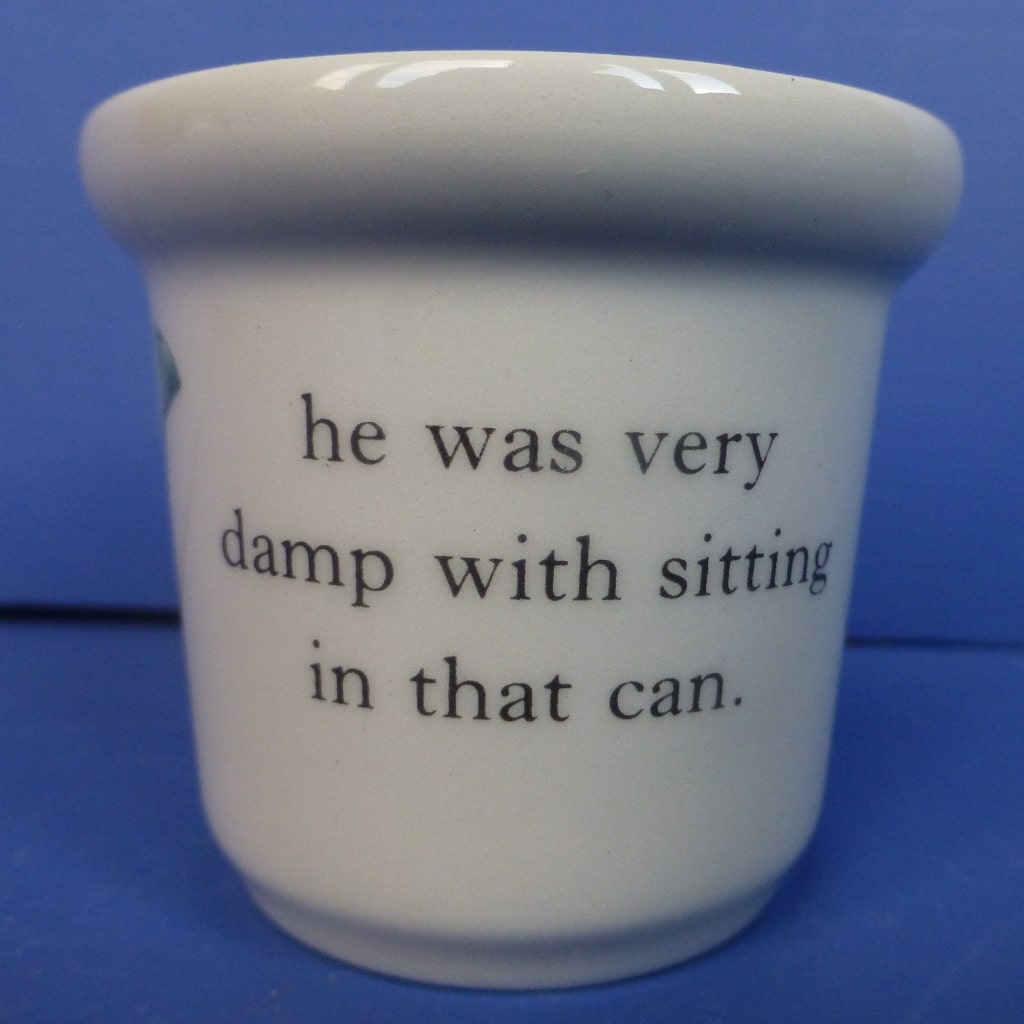 he was very
damp with sitting
in that can.